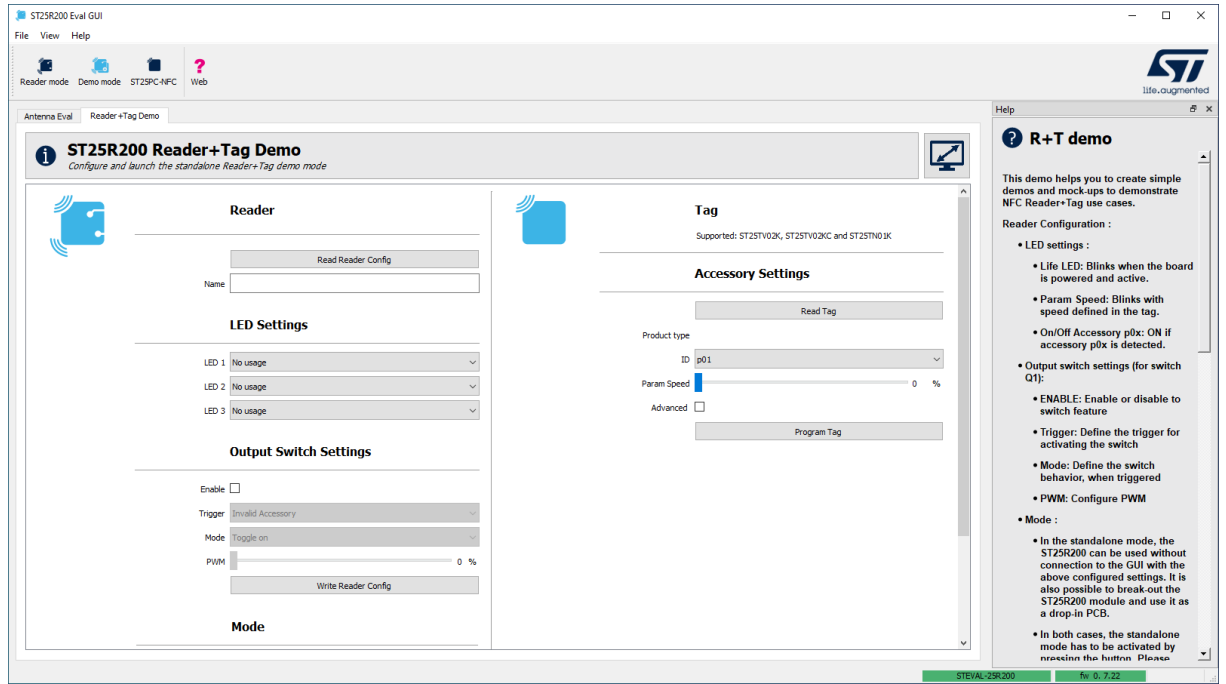 ST25R200 Eval GUI
File View Help
Reader mode Demo mode ST25PC-NFC Web
life.augmented
Antenna Eval Reader+Tag Demo
ST25R200 Reader+Tag Demo
Configure and launch the standalone Reader+Tag demo mode
Reader
Read Reader Config
Name
LED Settings
LED 1 No usage
LED 2 No usage
LED 3 No usage
Output Switch Settings
Enable
Trigger Invalid Accessory
Mode Toggle on
PWM 0 %
Write Reader Config
Mode
Tag
Supported: ST25TV02K, ST25TV02KC and ST25TN01K
Accessory Settings
Read Tag
Product type
ID p01
Param Speed 0 %
Advanced
Program Tag
Help
R+T demo
This demo helps you to create simple
demos and mock-ups to demonstrate
NFC Reader+Tag use cases.
Reader Configuration :
• LED settings :
• Life LED: Blinks when the board
is powered and active.
• Param Speed: Blinks with
speed defined in the tag.
• On/Off Accessory p0x: ON if
accessory p0x is detected.
• Output switch settings (for switch
Q1):
• ENABLE: Enable or disable to
switch feature
• Trigger: Define the trigger for
activating the switch
• Mode: Define the switch
behavior, when triggered
• PWM: Configure PWM
• Mode :
• In the standalone mode, the
ST25R200 can be used without
connection to the GUI with the
above configured settings. It is
also possible to break-out the
ST25R200 module and use it as
a drop-in PCB.
• In both cases, the standalone
mode has to be activated by
pressing the button. Please
STEVAL-25R200 fw 0.7.22